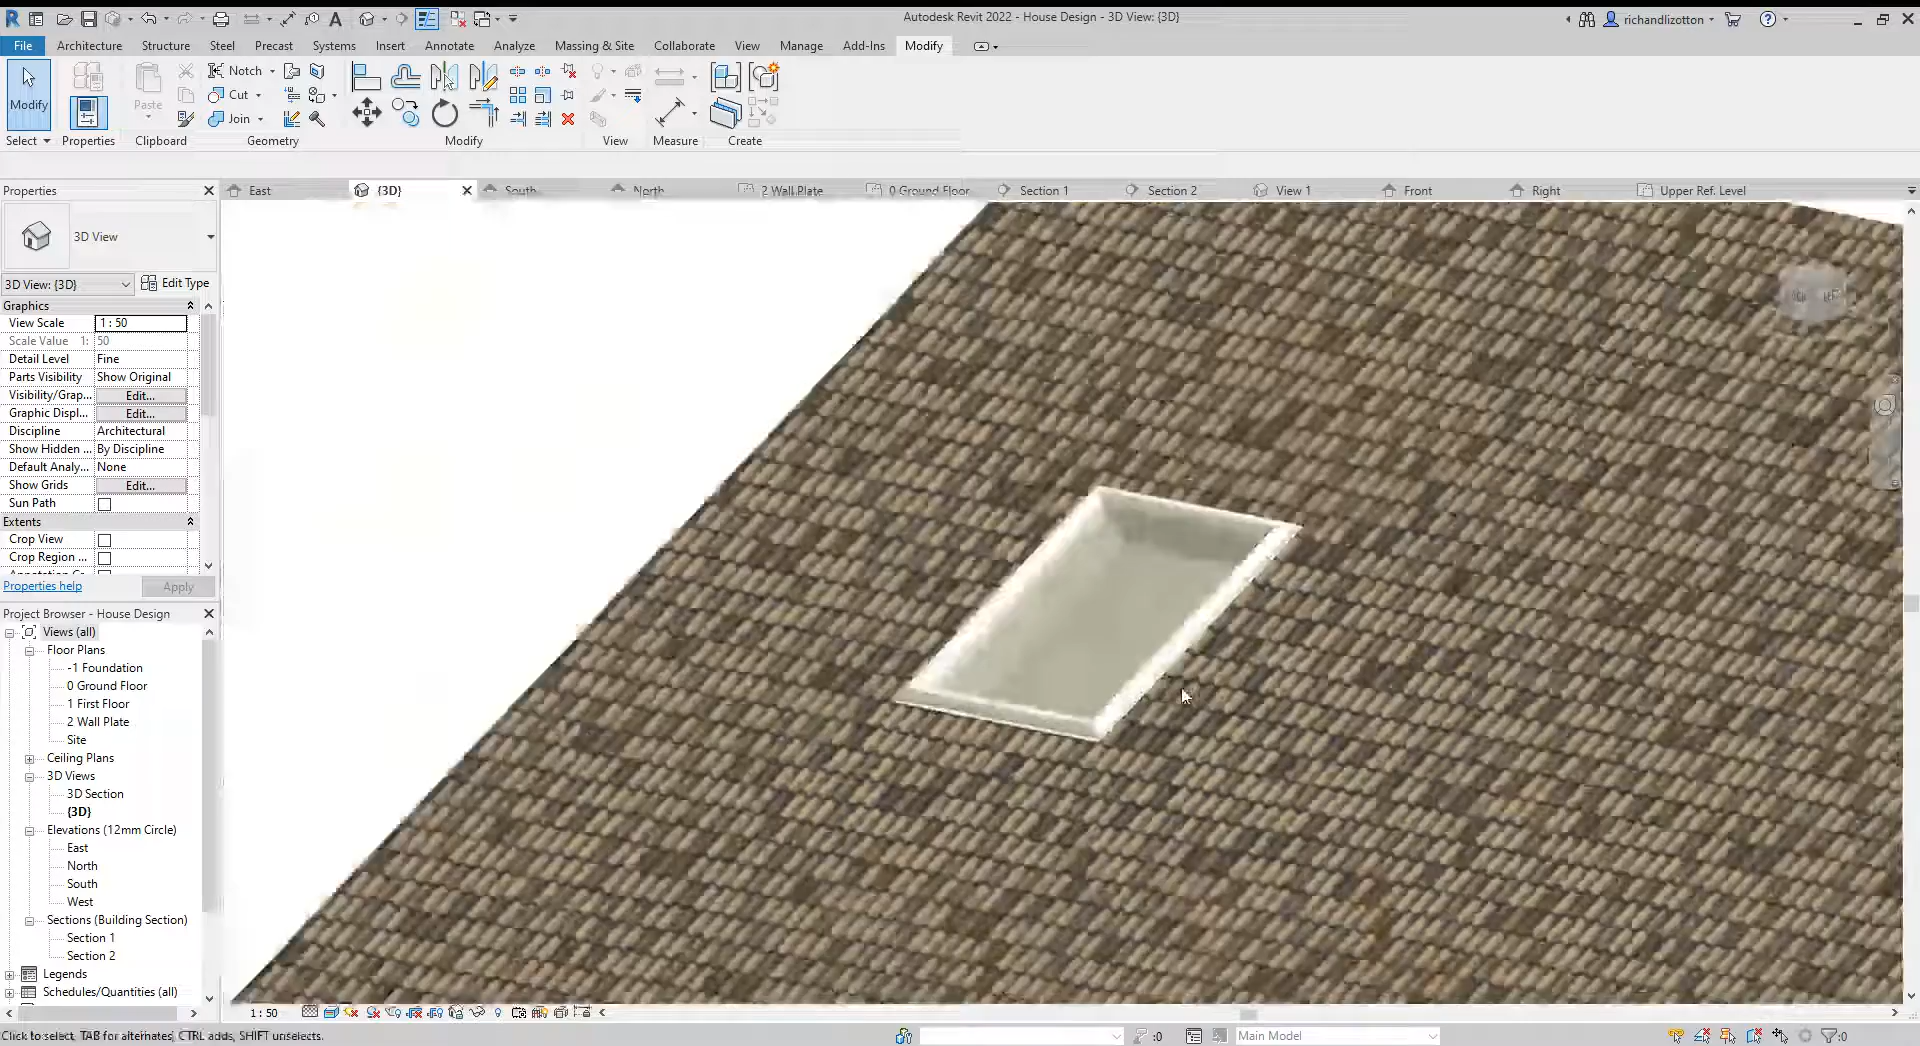 Autodesk Revit 2022 - House Design - 3D View: {3D}
richandlizotton
File Architecture Structure Steel Precast Systems Insert Annotate Analyze Massing & Site Collaborate View Manage Add-Ins Modify
Modify
Paste
Notch
Cut
Join
Select Properties Clipboard Geometry Modify View Measure Create
Properties
East {3D} South North 2 Wall Plate 0 Ground Floor Section 1 Section 2 View 1 Front Right Upper Ref. Level
3D View
3D View: {3D} Edit Type
Graphics
View Scale 1 : 50
Scale Value 1: 50
Detail Level Fine
Parts Visibility Show Original
Visibility/Grap... Edit...
Graphic Displ... Edit...
Discipline Architectural
Show Hidden ... By Discipline
Default Analy... None
Show Grids Edit...
Sun Path
Extents
Crop View
Crop Region ...
Properties help Apply
Project Browser - House Design
Views (all)
Floor Plans
-1 Foundation
0 Ground Floor
1 First Floor
2 Wall Plate
Site
Ceiling Plans
3D Views
3D Section
{3D}
Elevations (12mm Circle)
East
North
South
West
Sections (Building Section)
Section 1
Section 2
Legends
Schedules/Quantities (all)
1 : 50
Click to select, TAB for alternates, CTRL adds, SHIFT unselects.
:0
Main Model
:0